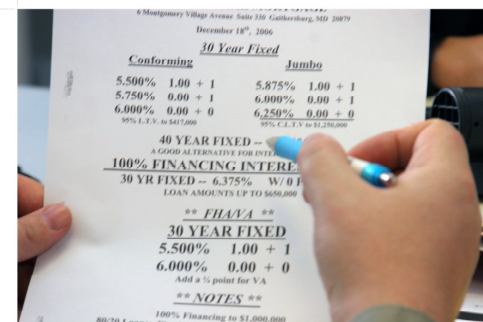 6 Montgomery Village Avenue Suite 330 Gaithersburg, MD 20879
December 18th, 2006
30 Year Fixed
Conforming Jumbo
5.500% 1.00 + 1 5.875% 1.00 + 1
5.750% 0.00 + 1 6.000% 0.00 + 1
6.000% 0.00 + 0 6.250% 0.00 + 0
95% L.T.V. to $417,000 95% C.L.T.V to $1,250,000
40 YEAR FIXED --
A GOOD ALTERNATIVE FOR
100% FINANCING
30 YR FIXED -- 6.375% W/ 0
LOAN AMOUNTS UP TO $650,000
** FHA/VA **
30 YEAR FIXED
5.500% 1.00 + 1
6.000% 0.00 + 0
Add a ½ point for VA
** NOTES **
100% Financing to $1,000,000
80/20